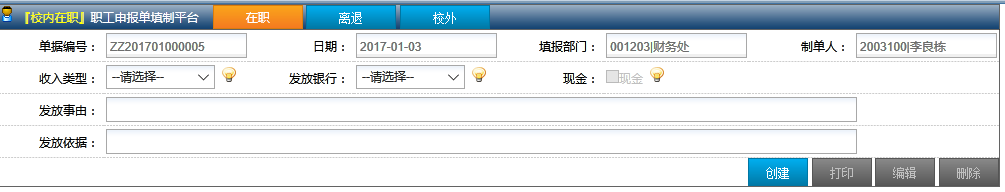 『校内在职』职工申报单填制平台 在职 离退 校外
单据编号： ZZ201701000005 日期： 2017-01-03 填报部门： 001203|财务处 制单人： 2003100|李良栋
收入类型： --请选择-- 发放银行： --请选择-- 现金： 现金
发放事由：
发放依据：
创建 打印 编辑 删除